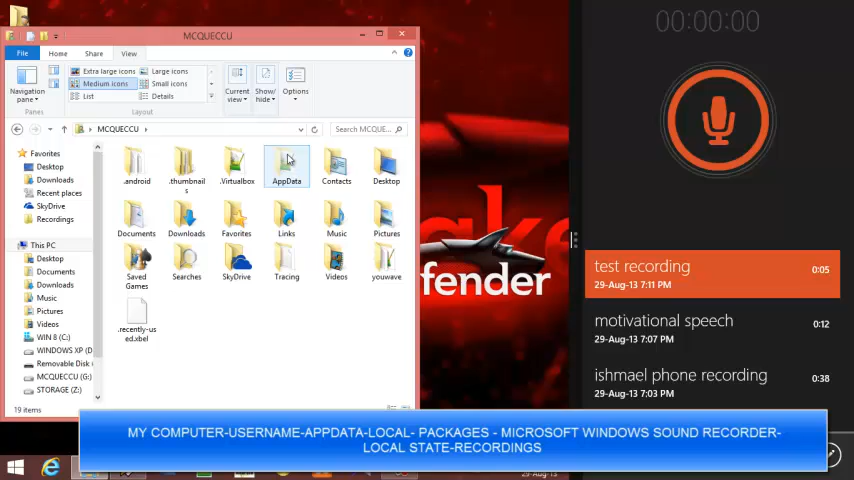 00:00:00
MCQUECCU
File Home Share View
Navigation pane
Extra large icons Large icons
Medium icons Small icons
List Details
Current view
Show/ hide
Options
Panes Layout
MCQUECCU
Search MCQUE...
Favorites
Desktop
Downloads
Recent places
SkyDrive
Recordings
This PC
Desktop
Documents
Downloads
Music
Pictures
Videos
WIN 8 (C:)
WINDOWS XP (D
Removable Disk
MCQUECCU (G:)
STORAGE (Z:)
.android
.thumbnails
.Virtualbox
AppData
Contacts
Desktop
Documents
Downloads
Favorites
Links
Music
Pictures
Saved Games
Searches
SkyDrive
Tracing
Videos
youwave
.recently-used.xbel
19 items
fender
test recording 0:05
29-Aug-13 7:11 PM
motivational speech 0:12
29-Aug-13 7:07 PM
ishmael phone recording 0:38
29-Aug-13 7:03 PM
MY COMPUTER-USERNAME-APPDATA-LOCAL- PACKAGES - MICROSOFT WINDOWS SOUND RECORDER-
LOCAL STATE-RECORDINGS
29-Aug-13